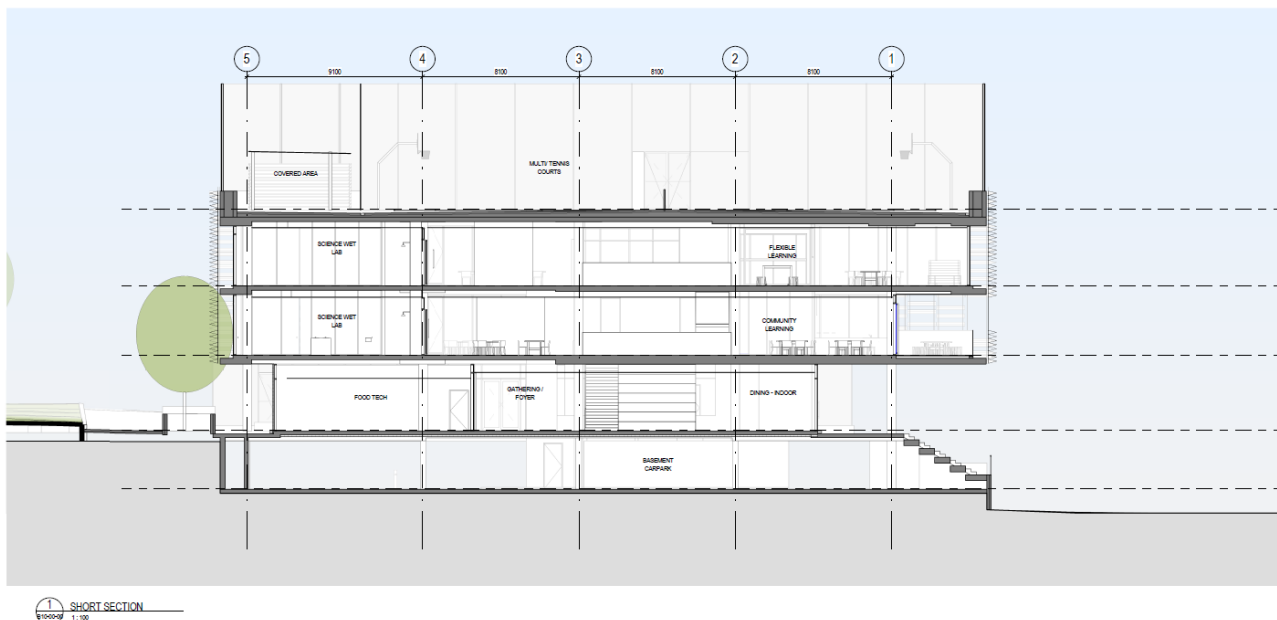 5
4
3
2
1
9100
8100
8100
8100
COVERED AREA
MULTI/ TENNIS
COURTS
SCIENCE WET
LAB
FLEXIBLE
LEARNING
SCIENCE WET
LAB
COMMUNITY
LEARNING
FOOD TECH
GATHERING /
FOYER
DINING - INDOOR
BASEMENT
CARPARK
1
SHORT SECTION
1 : 100